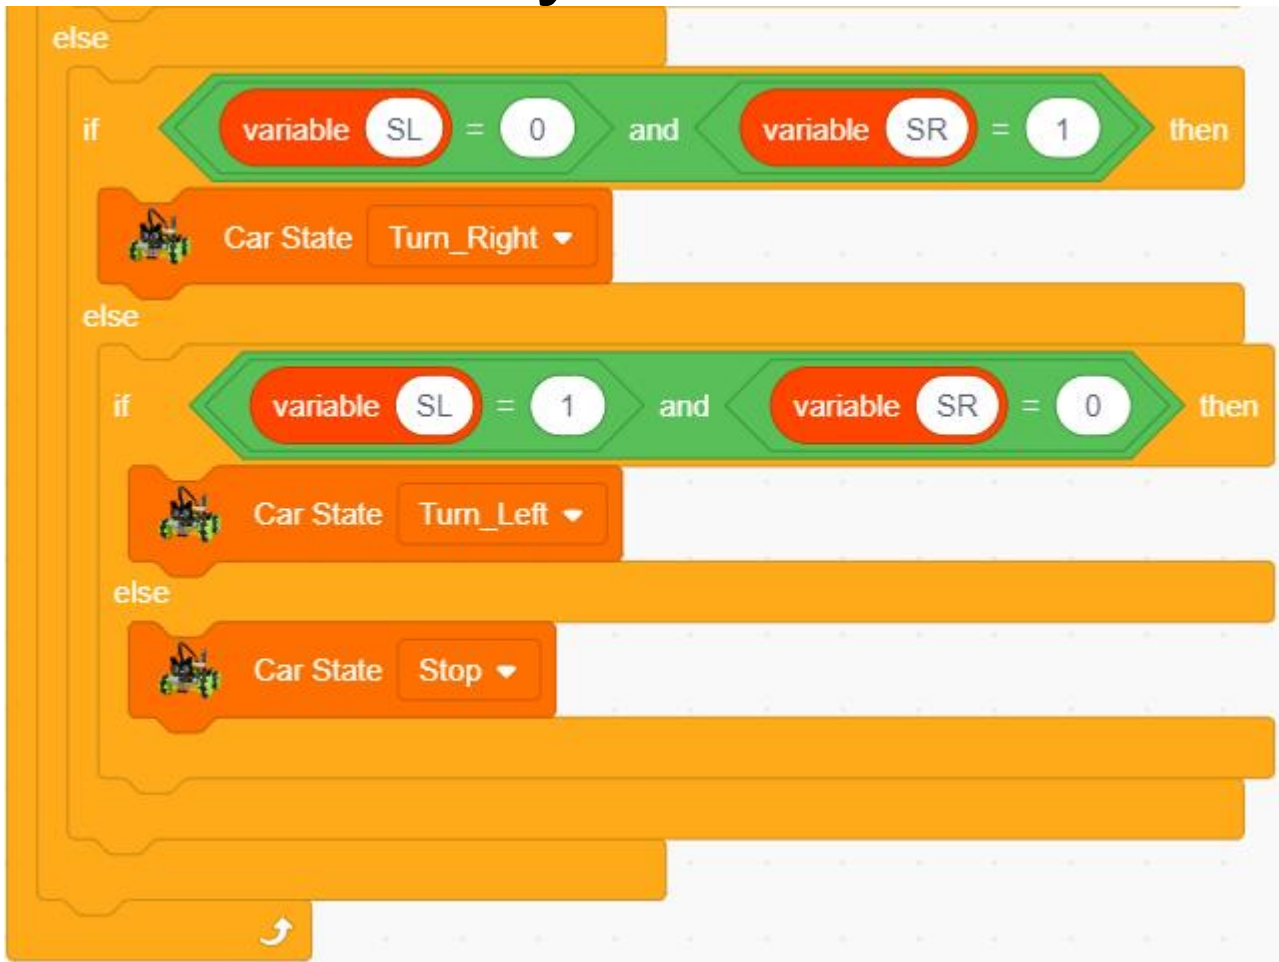 else
if variable SL = 0 and variable SR = 1 then
Car State Turn_Right
else
if variable SL = 1 and variable SR = 0 then
Car State Turn_Left
else
Car State Stop